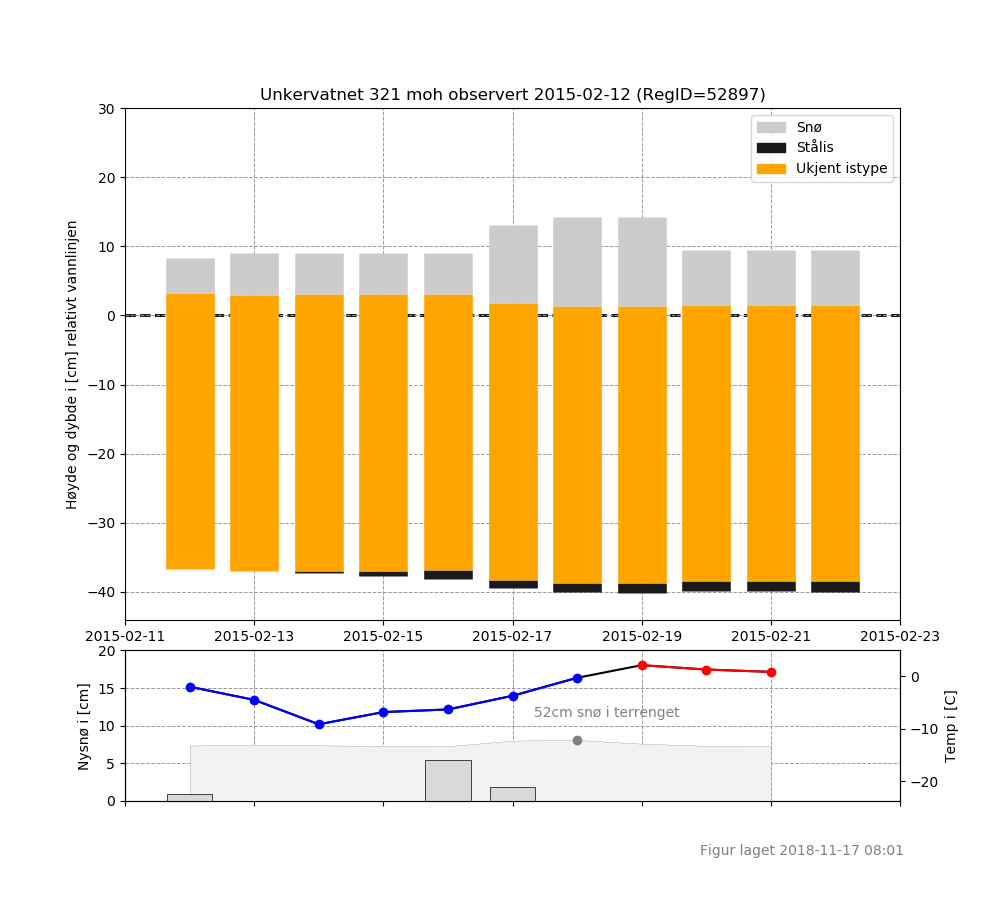 Unkervatnet 321 moh observert 2015-02-12 (RegID=52897)
Høyde og dybde i [cm] relativt vannlinjen
30
20
10
0
−10
−20
−30
−40
Snø
Stålis
Ukjent istype
2015-02-11 2015-02-13 2015-02-15 2015-02-17 2015-02-19 2015-02-21 2015-02-23
Nysnø i [cm]
20
15
10
5
0
52cm snø i terrenget
0
−10
−20
Temp i [C]
Figur laget 2018-11-17 08:01